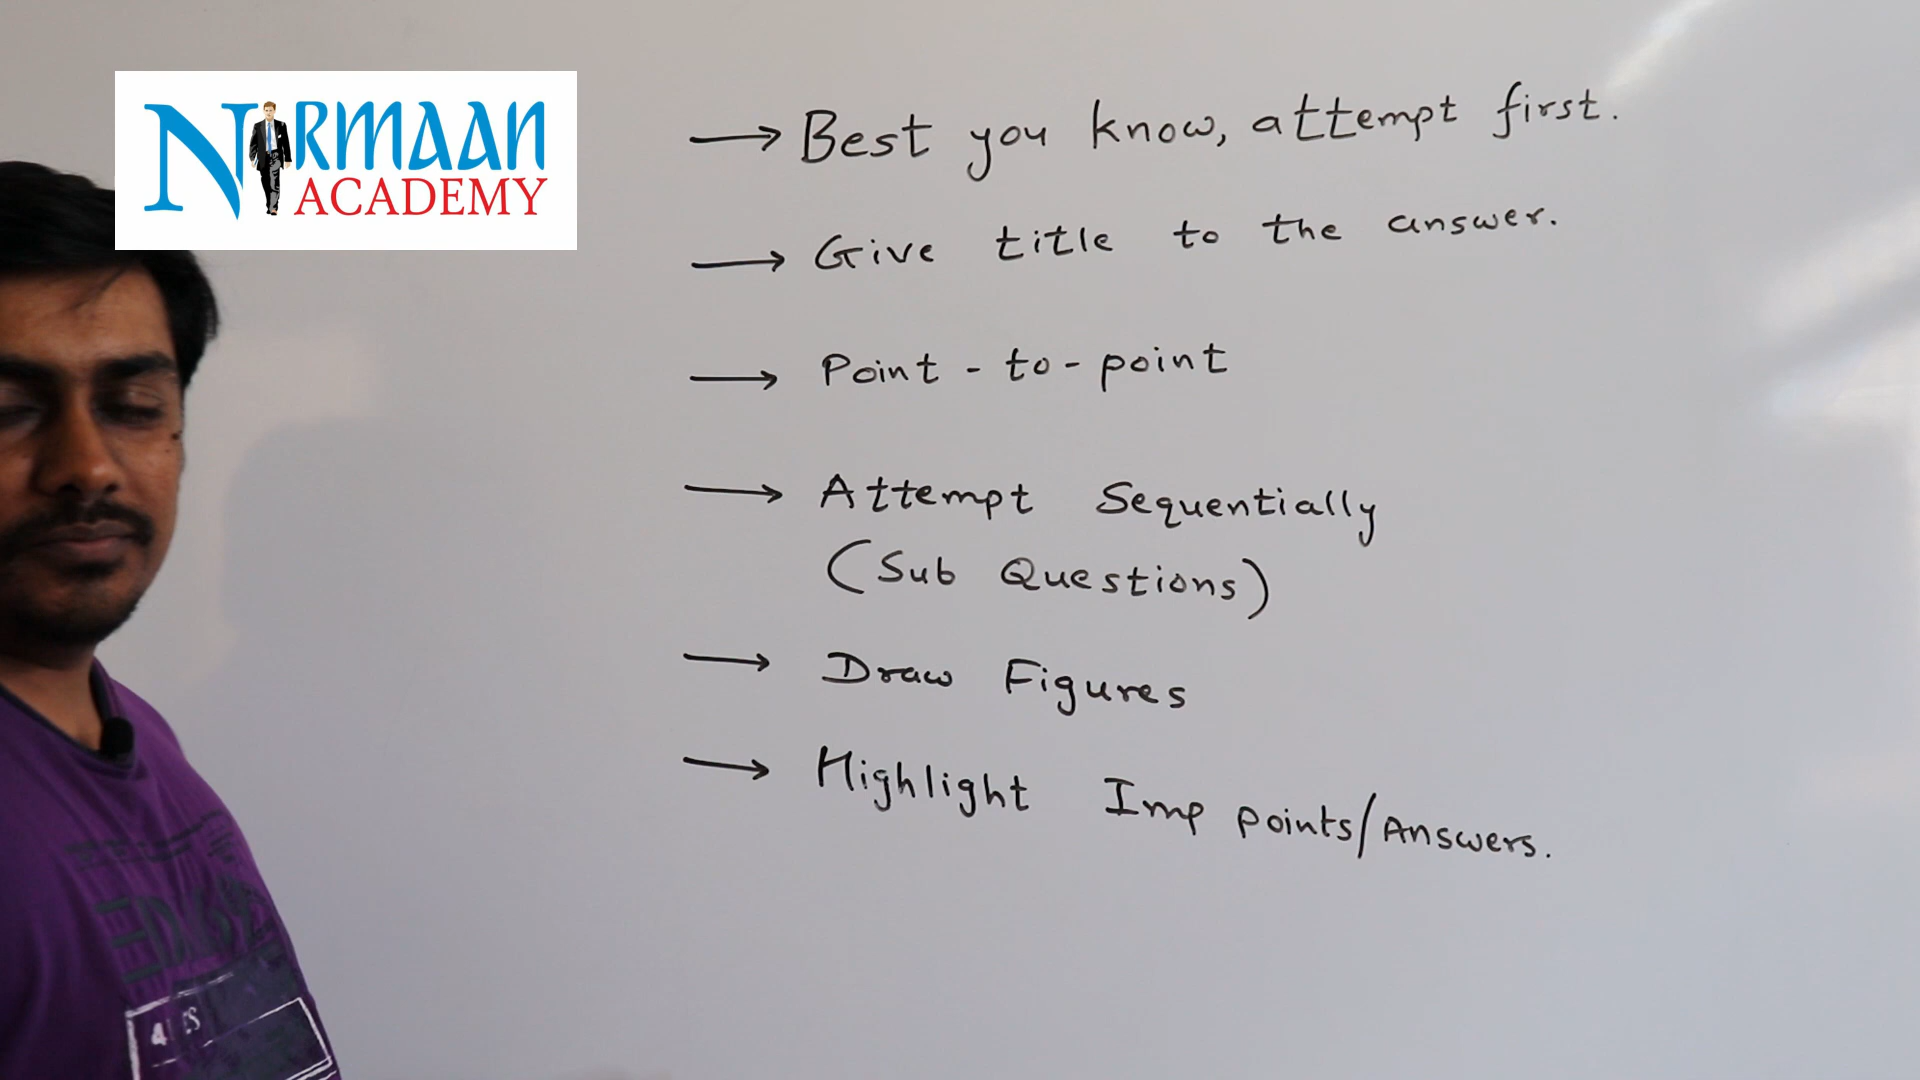 NIRMAAN
ACADEMY
→ Best you know, attempt first.
→ Give title to the answer.
→ Point - to - point
→ Attempt Sequentially
(Sub Questions)
→ Draw Figures
→ Highlight Imp points/Answers.